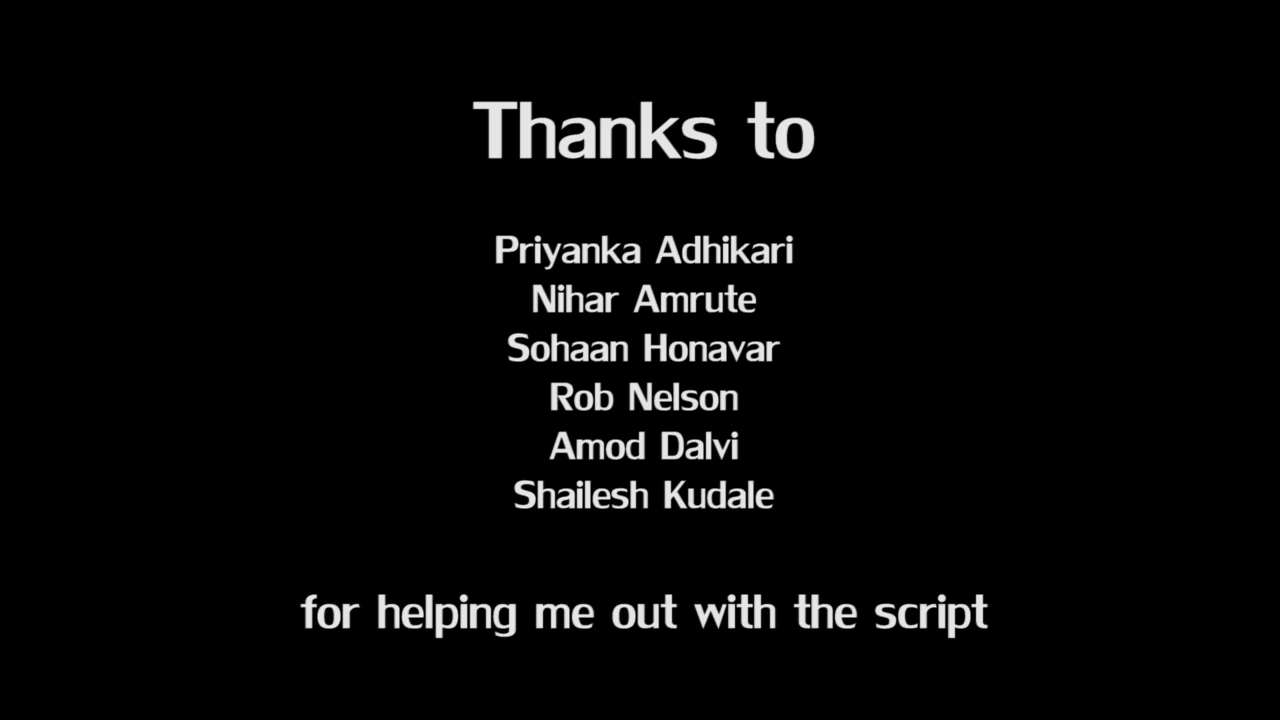 Thanks to
Priyanka Adhikari
Nihar Amrute
Sohaan Honavar
Rob Nelson
Amod Dalvi
Shailesh Kudale
for helping me out with the script